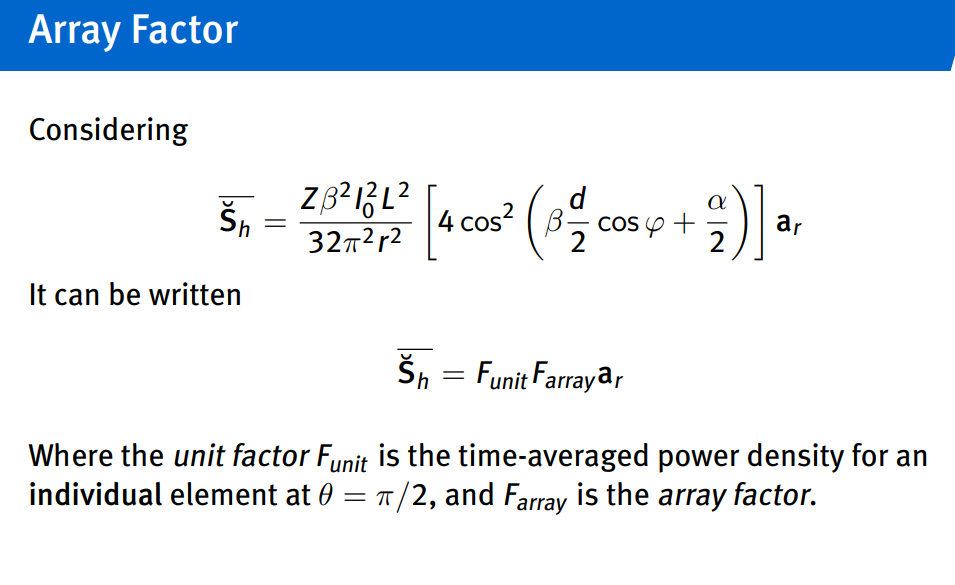 Array Factor
Considering
$\overline{\breve{\mathbf{S}}_h} = \frac{Z\beta^2 I_0^2 L^2}{32\pi^2 r^2} \left[ 4\cos^2 \left( \beta \frac{d}{2} \cos\varphi + \frac{\alpha}{2} \right) \right] \mathbf{a}_r$
It can be written
$\overline{\breve{\mathbf{S}}_h} = F_{unit} F_{array} \mathbf{a}_r$
Where the unit factor $F_{unit}$ is the time-averaged power density for an
individual element at $\theta = \pi/2$, and $F_{array}$ is the array factor.